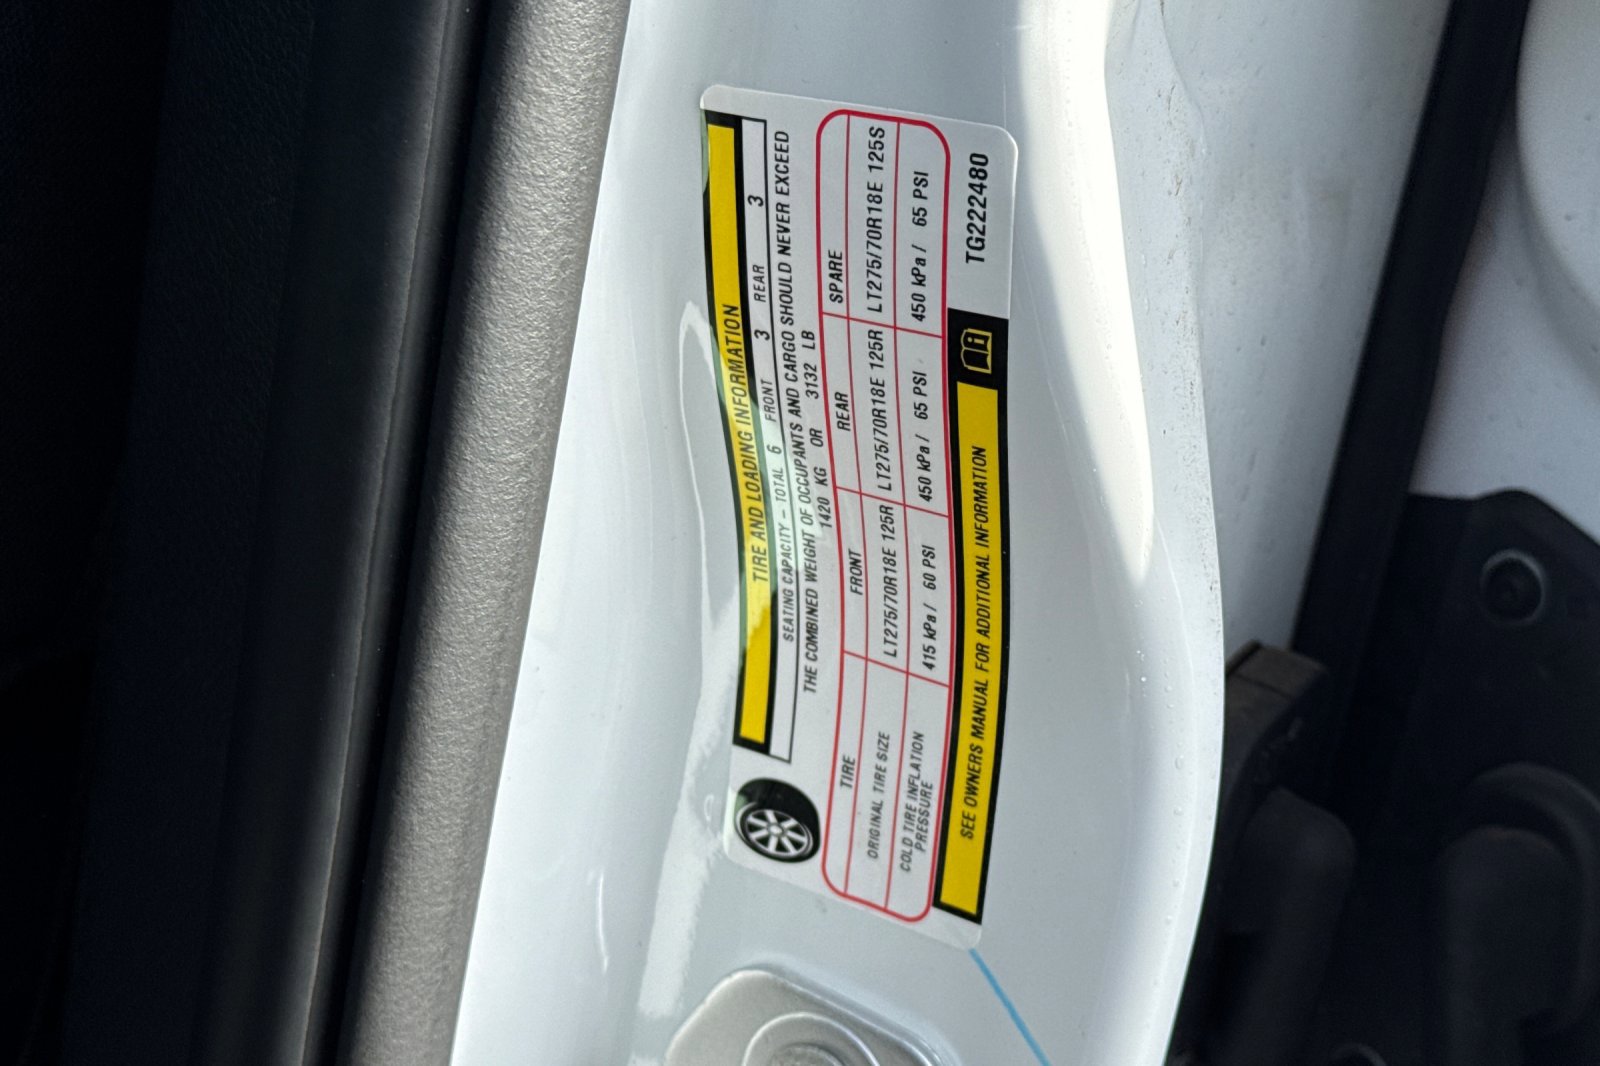 TIRE AND LOADING INFORMATION
SEATING CAPACITY – TOTAL 6 FRONT 3 REAR 3
THE COMBINED WEIGHT OF OCCUPANTS AND CARGO SHOULD NEVER EXCEED
1420 KG OR 3132 LB
TIRE FRONT REAR SPARE
ORIGINAL TIRE SIZE LT275/70R18E 125R LT275/70R18E 125R LT275/70R18E 125S
COLD TIRE INFLATION
PRESSURE 415 kPa / 60 PSI 450 kPa / 65 PSI 450 kPa / 65 PSI
SEE OWNERS MANUAL FOR ADDITIONAL INFORMATION TG222480